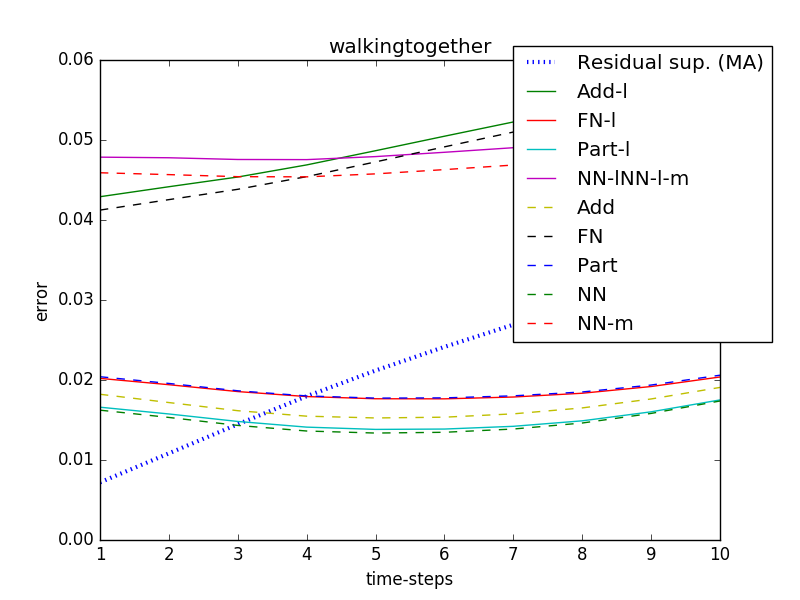 walkingtogether
Residual sup. (MA)
Add-l
FN-l
Part-l
NN-lNN-l-m
Add
FN
Part
NN
NN-m
0.06
0.05
0.04
0.03
0.02
0.01
0.00
error
1 2 3 4 5 6 7 8 9 10
time-steps